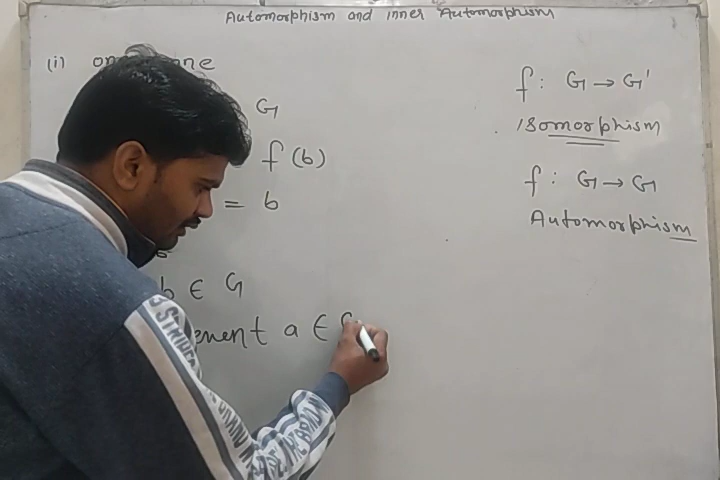 Automorphism and inner Automorphism
(i) one
G
f(b)
= b
b ∈ G
ement a ∈ G
f: G → G'
isomorphism
f: G → G
Automorphism